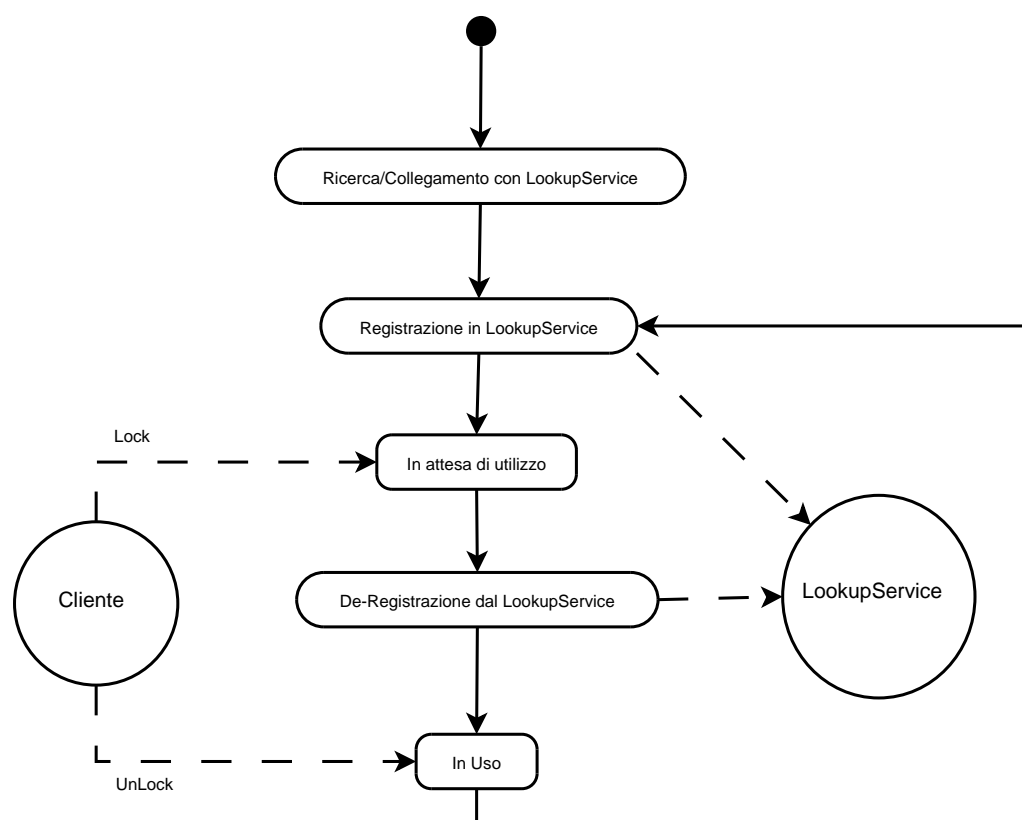 Ricerca/Collegamento con LookupService
Registrazione in LookupService
Lock
In attesa di utilizzo
Cliente
De-Registrazione dal LookupService
LookupService
In Uso
UnLock